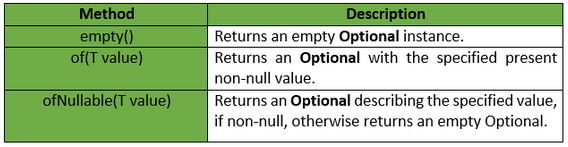 Method Description
empty() Returns an empty Optional instance.
of(T value) Returns an Optional with the specified present
non-null value.
ofNullable(T value) Returns an Optional describing the specified value,
if non-null, otherwise returns an empty Optional.